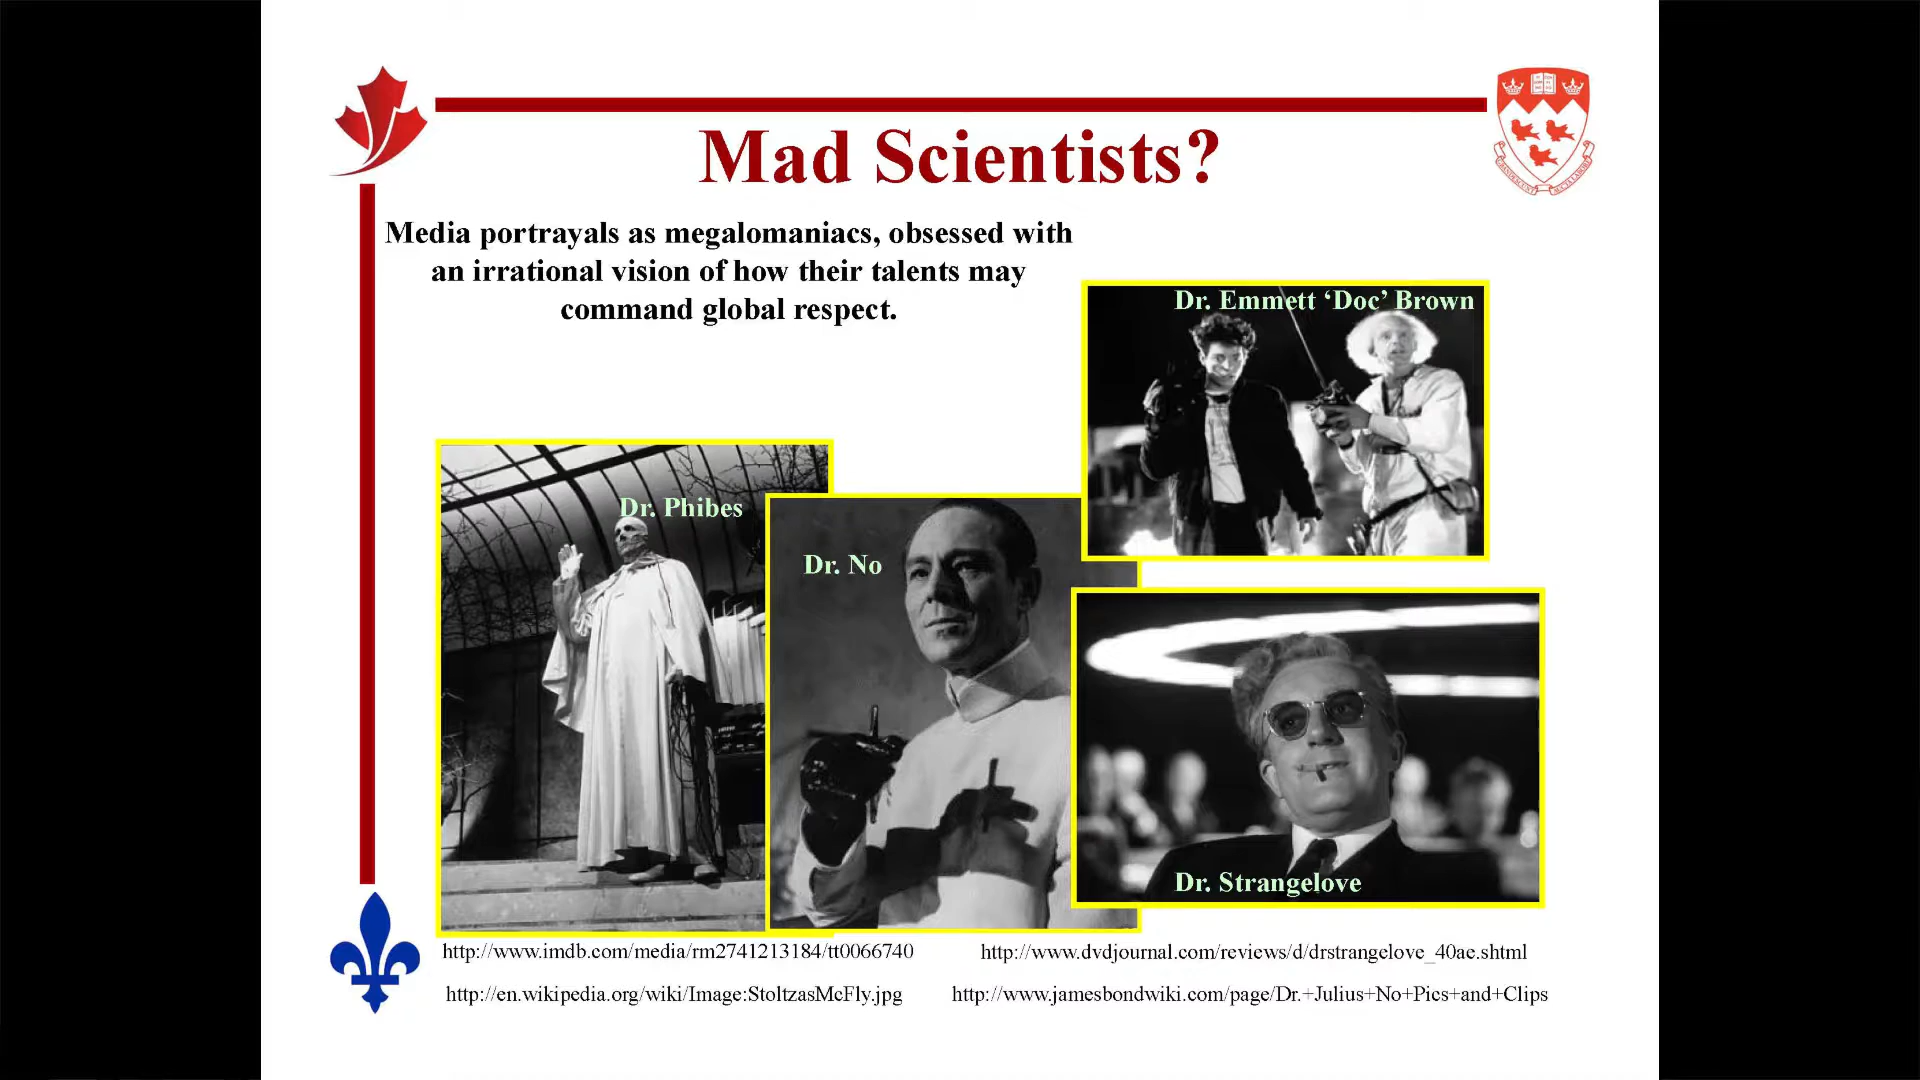 Mad Scientists?
Media portrayals as megalomaniacs, obsessed with
an irrational vision of how their talents may
command global respect.
Dr. Emmett ‘Doc’ Brown
Dr. Phibes
Dr. No
Dr. Strangelove
http://www.imdb.com/media/rm2741213184/tt0066740
http://www.dvdjournal.com/reviews/d/drstrangelove_40ae.shtml
http://en.wikipedia.org/wiki/Image:StoltzasMcFly.jpg
http://www.jamesbondwiki.com/page/Dr.+Julius+No+Pics+and+Clips